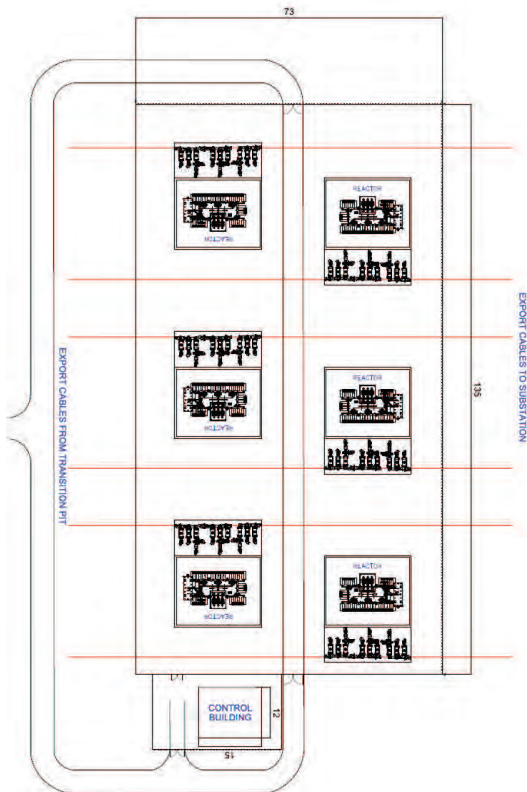 73
REACTOR
REACTOR
EXPORT CABLES TO SUBSTATION
EXPORT CABLES FROM TRANSITION PIT
REACTOR
135
REACTOR
REACTOR
REACTOR
CONTROL
BUILDING
12
15